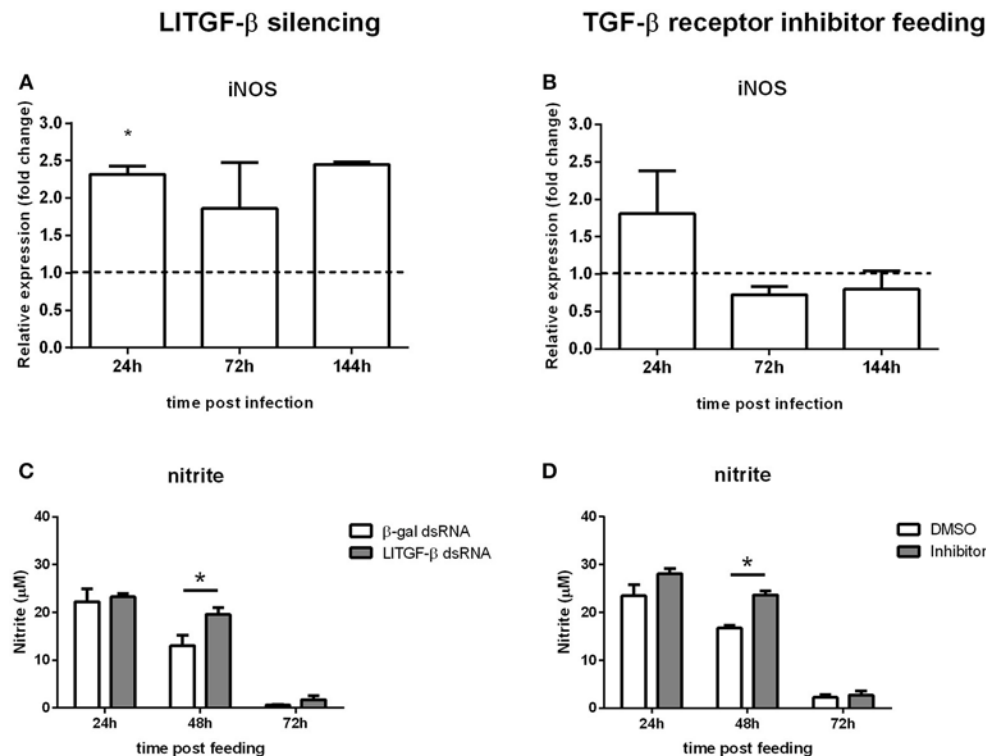 LITGF-β silencing
TGF-β receptor inhibitor feeding
A
iNOS
Relative expression (fold change)
3.0
2.5
2.0
1.5
1.0
0.5
0.0
*
24h
72h
144h
time post infection
B
iNOS
Relative expression (fold change)
3.0
2.5
2.0
1.5
1.0
0.5
0.0
24h
72h
144h
time post infection
C
nitrite
Nitrite (μM)
40
30
20
10
0
*
β-gal dsRNA
LITGF-β dsRNA
24h
48h
72h
time post feeding
D
nitrite
Nitrite (μM)
40
30
20
10
0
*
DMSO
Inhibitor
24h
48h
72h
time post feeding